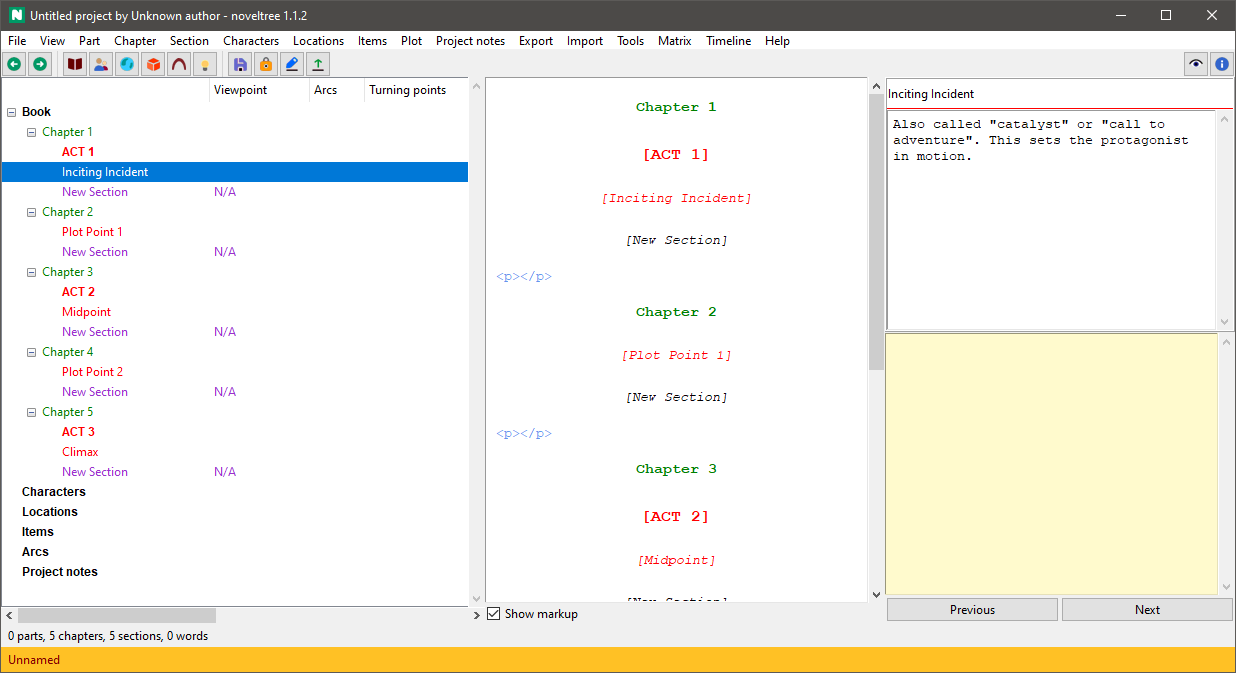 Untitled project by Unknown author - noveltree 1.1.2
File View Part Chapter Section Characters Locations Items Plot Project notes Export Import Tools Matrix Timeline Help
Viewpoint Arcs Turning points
Book
Chapter 1
ACT 1
Inciting Incident
New Section N/A
Chapter 2
Plot Point 1
New Section N/A
Chapter 3
ACT 2
Midpoint
New Section N/A
Chapter 4
Plot Point 2
New Section N/A
Chapter 5
ACT 3
Climax
New Section N/A
Characters
Locations
Items
Arcs
Project notes
Chapter 1
[ACT 1]
[Inciting Incident]
[New Section]
<p></p>
Chapter 2
[Plot Point 1]
[New Section]
<p></p>
Chapter 3
[ACT 2]
[Midpoint]
[New Section]
Show markup
Inciting Incident
Also called "catalyst" or "call to
adventure". This sets the protagonist
in motion.
Previous Next
0 parts, 5 chapters, 5 sections, 0 words
Unnamed